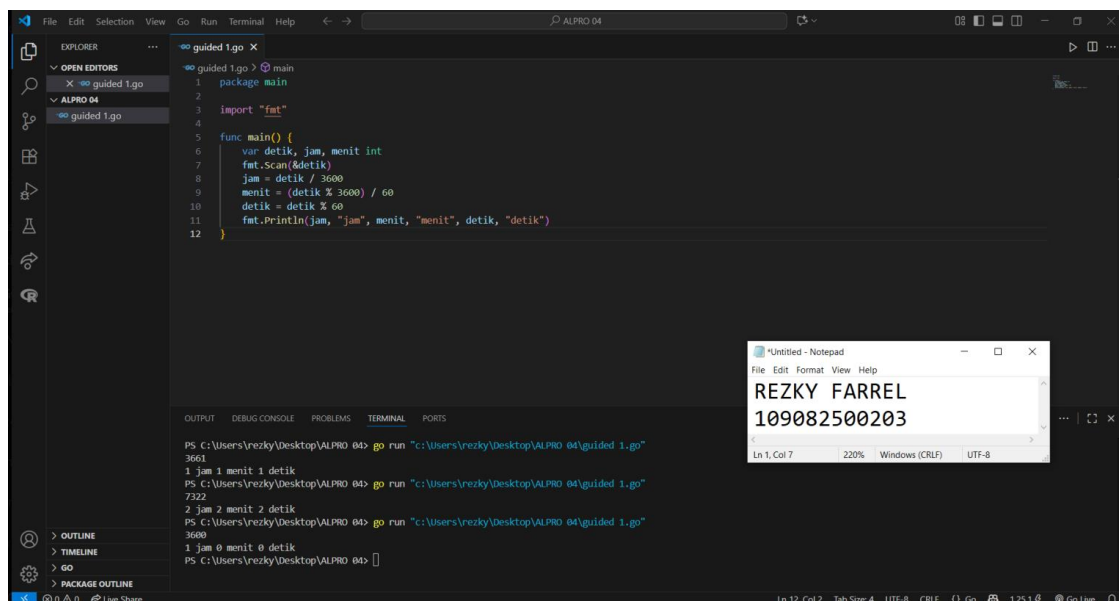 File Edit Selection View Go Run Terminal Help ALPRO 04
EXPLORER
OPEN EDITORS
guided 1.go
ALPRO 04
guided 1.go
guided 1.go
guided 1.go > main
1 package main
2
3 import "fmt"
4
5 func main() {
6 var detik, jam, menit int
7 fmt.Scan(&detik)
8 jam = detik / 3600
9 menit = (detik % 3600) / 60
10 detik = detik % 60
11 fmt.Println(jam, "jam", menit, "menit", detik, "detik")
12 }
*Untitled - Notepad
File Edit Format View Help
REZKY FARREL
109082500203
Ln 1, Col 7 220% Windows (CRLF) UTF-8
OUTPUT DEBUG CONSOLE PROBLEMS TERMINAL PORTS
PS C:\Users\rezky\Desktop\ALPRO 04> go run "c:\Users\rezky\Desktop\ALPRO 04\guided 1.go"
3661
1 jam 1 menit 1 detik
PS C:\Users\rezky\Desktop\ALPRO 04> go run "c:\Users\rezky\Desktop\ALPRO 04\guided 1.go"
7322
2 jam 2 menit 2 detik
PS C:\Users\rezky\Desktop\ALPRO 04> go run "c:\Users\rezky\Desktop\ALPRO 04\guided 1.go"
3600
1 jam 0 menit 0 detik
PS C:\Users\rezky\Desktop\ALPRO 04>
OUTLINE
TIMELINE
GO
PACKAGE OUTLINE
0 0 Live Share Ln 12, Col 2 Tab Size: 4 UTF-8 CRLF {} Go 1.25.1 Go Live